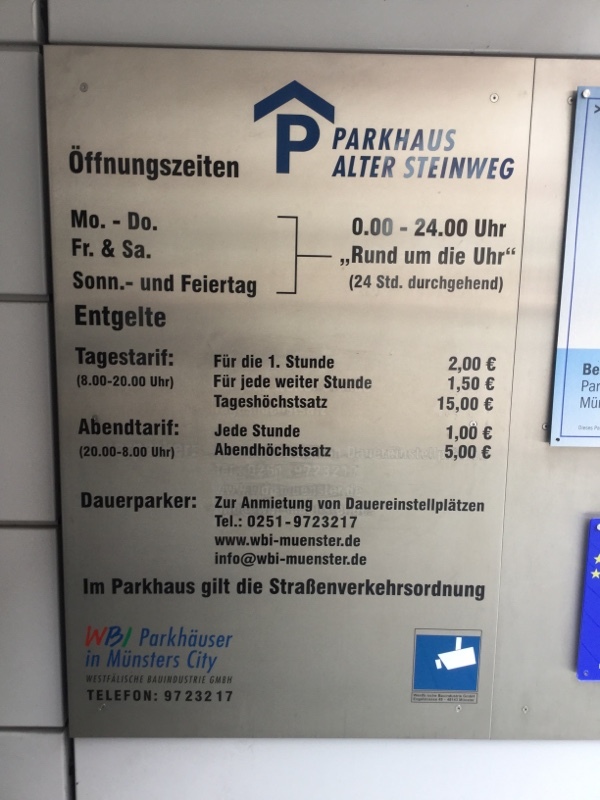 P PARKHAUS
ALTER STEINWEG
Öffnungszeiten
Mo. - Do.
Fr. & Sa.
Sonn.- und Feiertag
0.00 - 24.00 Uhr
„Rund um die Uhr“
(24 Std. durchgehend)
Entgelte
Tagestarif: Für die 1. Stunde 2,00 €
(8.00-20.00 Uhr) Für jede weiter Stunde 1,50 €
Tageshöchstsatz 15,00 €
Abendtarif: Jede Stunde 1,00 €
(20.00-8.00 Uhr) Abendhöchstsatz 5,00 €
Dauerparker: Zur Anmietung von Dauereinstellplätzen
Tel.: 0251-9723217
www.wbi-muenster.de
info@wbi-muenster.de
Im Parkhaus gilt die Straßenverkehrsordnung
WBI Parkhäuser
in Münsters City
WESTFÄLISCHE BAUINDUSTRIE GMBH
TELEFON: 9723217
Be
Par
Mün